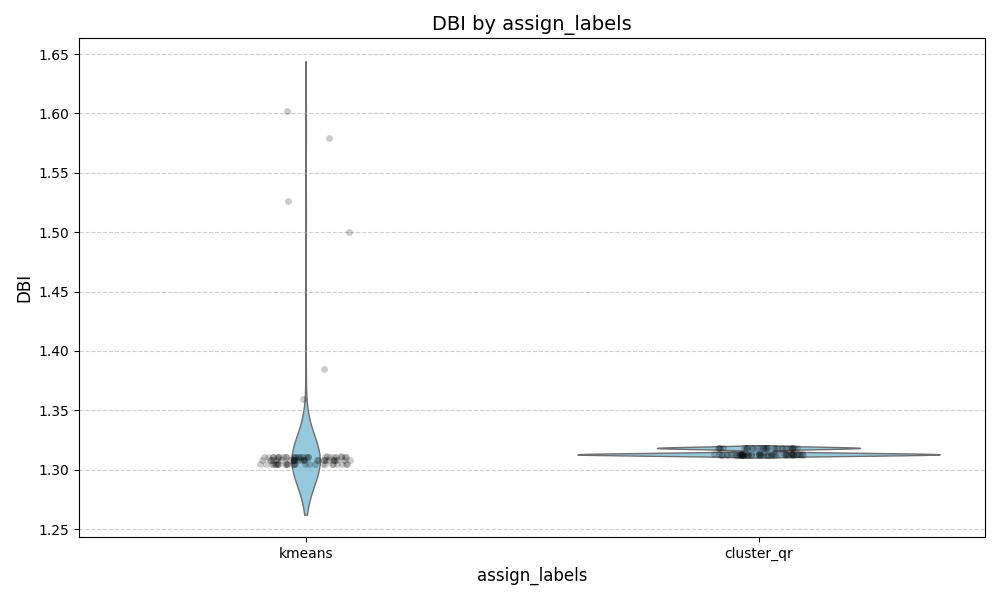 DBI by assign_labels
1.65
1.60
1.55
1.50
1.45
1.40
1.35
1.30
1.25
DBI
kmeans
cluster_qr
assign_labels